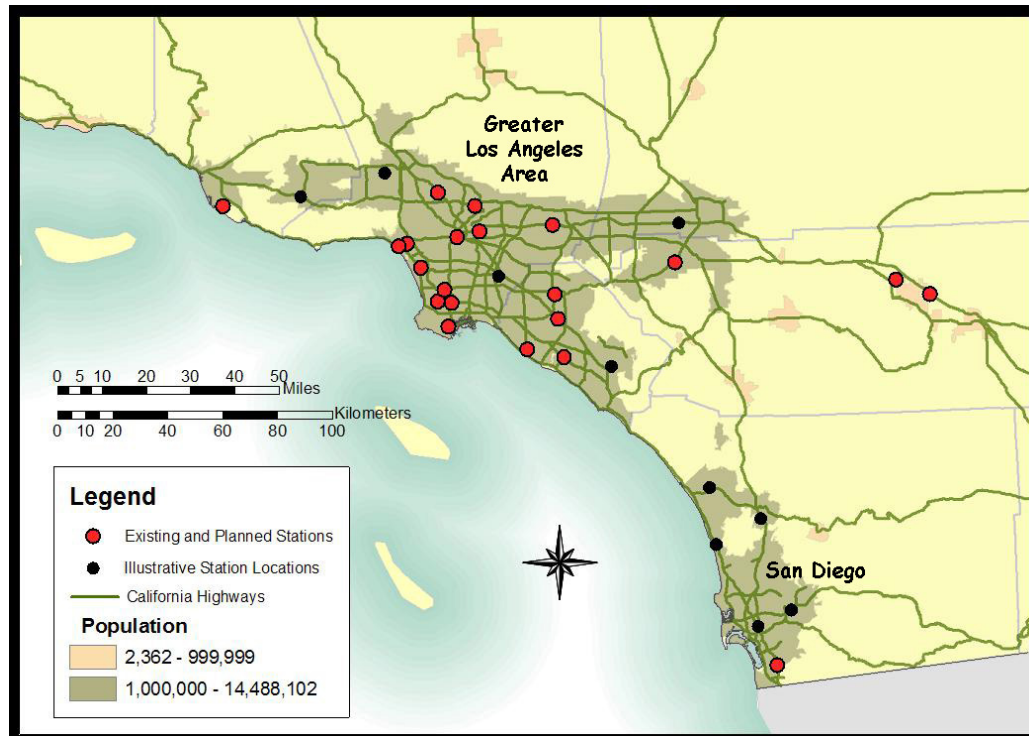 Greater
Los Angeles
Area
0 5 10 20 30 40 50
Miles
Kilometers
0 10 20 40 60 80 100
Legend
Existing and Planned Stations
Illustrative Station Locations
California Highways
Population
2,362 - 999,999
1,000,000 - 14,488,102
San Diego